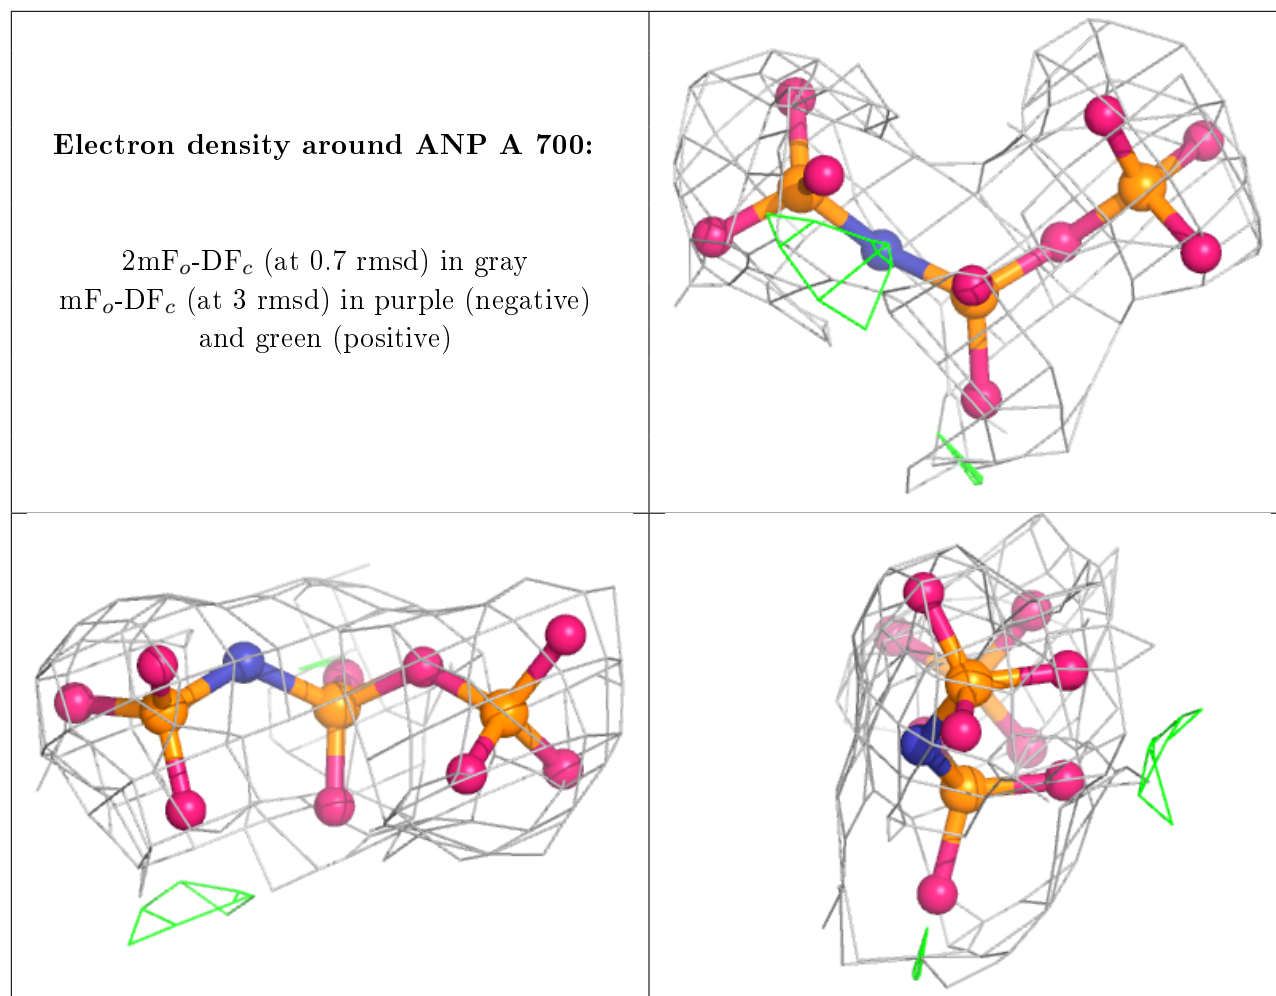 Electron density around ANP A 700:
2mFₒ-DF𝒸 (at 0.7 rmsd) in gray
mFₒ-DF𝒸 (at 3 rmsd) in purple (negative)
and green (positive)